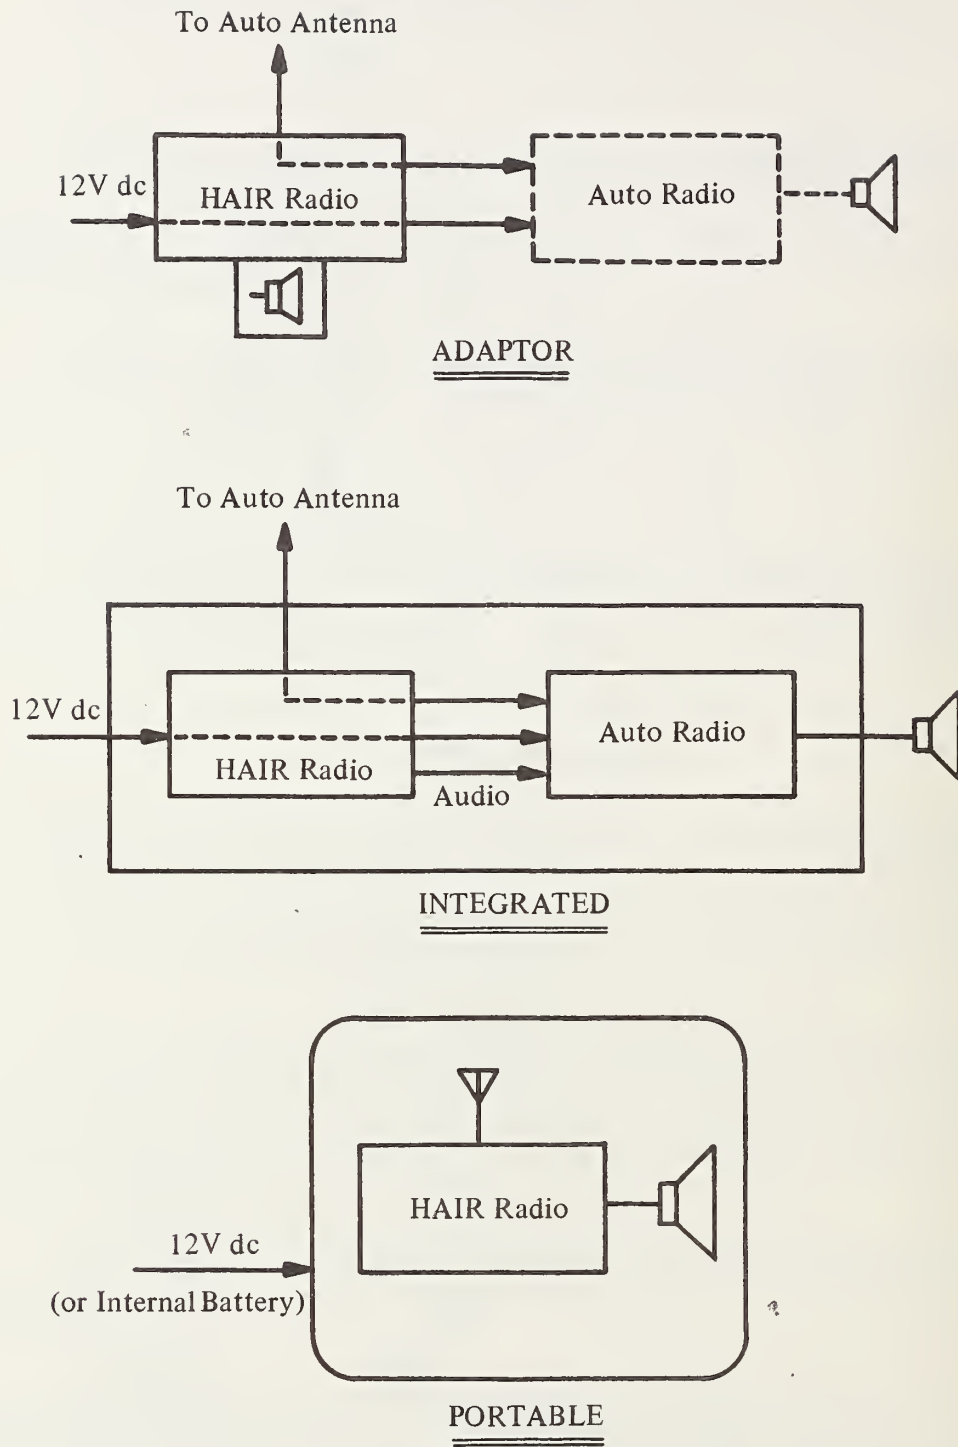 To Auto Antenna
12V dc
HAIR Radio
Auto Radio
ADAPTOR
To Auto Antenna
12V dc
HAIR Radio
Auto Radio
Audio
INTEGRATED
HAIR Radio
12V dc
(or Internal Battery)
PORTABLE